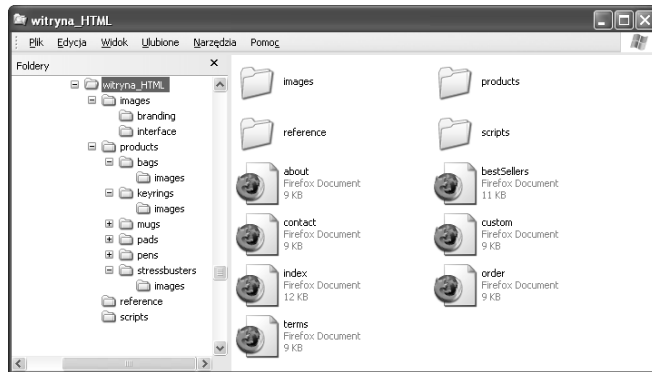 witryna_HTML
Plik Edycja Widok Ulubione Narzędzia Pomoc
Foldery
witryna_HTML
images
branding
interface
products
bags
images
keyrings
images
mugs
pads
pens
stressbusters
images
reference
scripts
images products
reference scripts
about bestSellers
Firefox Document Firefox Document
9 KB 11 KB
contact custom
Firefox Document Firefox Document
9 KB 9 KB
index order
Firefox Document Firefox Document
12 KB 9 KB
terms
Firefox Document
9 KB